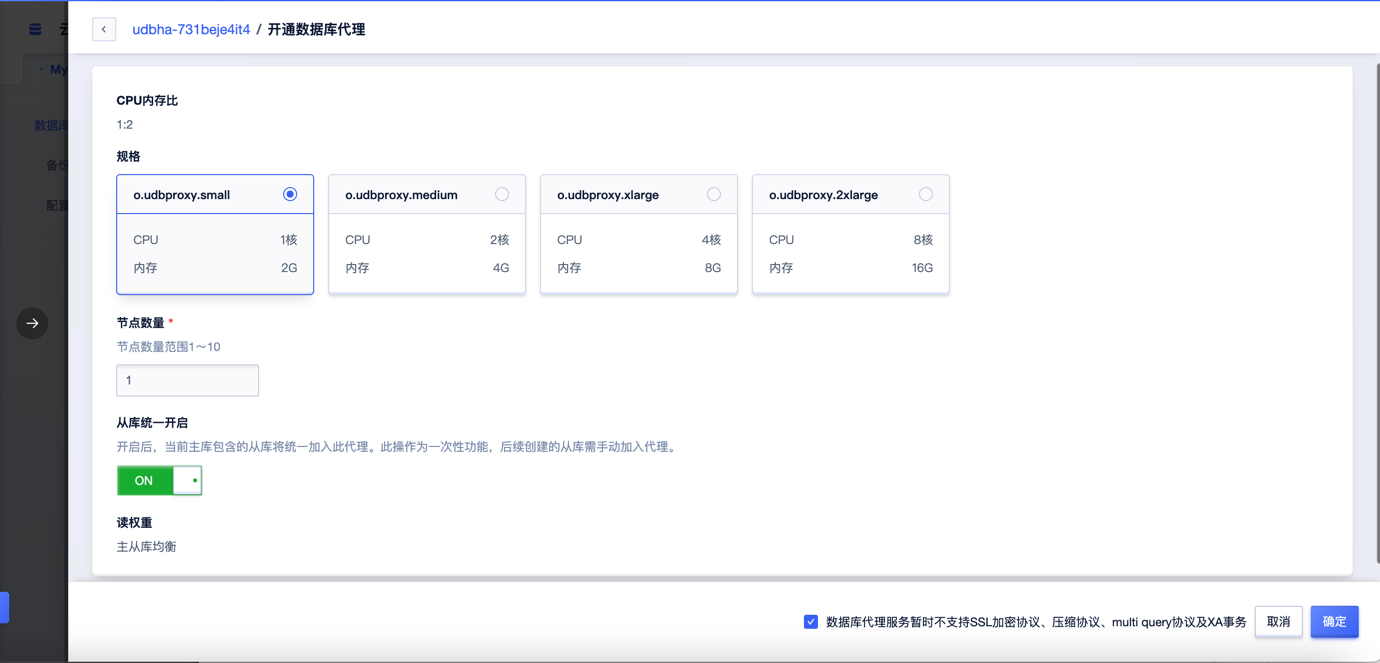 云
udbha-731beje4it4 / 开通数据库代理
My
数据库
备份
配置
CPU内存比
1:2
规格
o.udbproxy.small
CPU 1核
内存 2G
o.udbproxy.medium
CPU 2核
内存 4G
o.udbproxy.xlarge
CPU 4核
内存 8G
o.udbproxy.2xlarge
CPU 8核
内存 16G
节点数量 *
节点数量范围1～10
1
从库统一开启
开启后，当前主库包含的从库将统一加入此代理。此操作为一次性功能，后续创建的从库需手动加入代理。
ON
读权重
主从库均衡
数据库代理服务暂时不支持SSL加密协议、压缩协议、multi query协议及XA事务
取消
确定